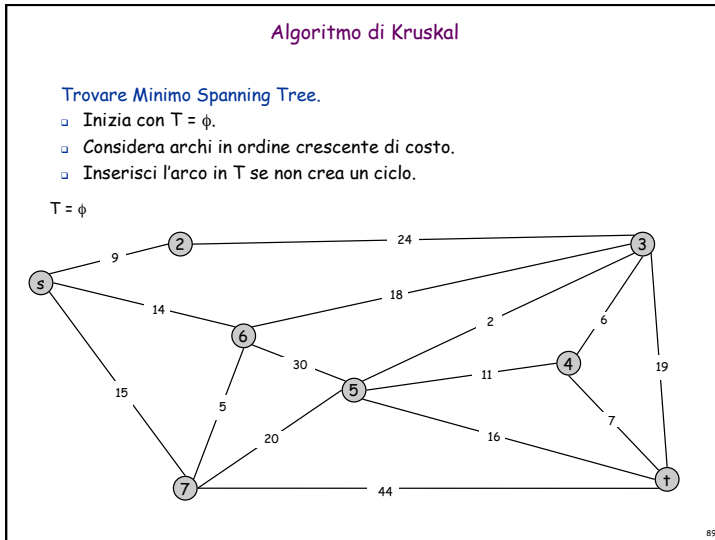 Algoritmo di Kruskal
Trovare Minimo Spanning Tree.
Inizia con T = ϕ.
Considera archi in ordine crescente di costo.
Inserisci l'arco in T se non crea un ciclo.
T = ϕ
2
24
3
9
s
14
18
6
2
6
30
4
19
15
5
11
5
7
20
16
t
7
44
89